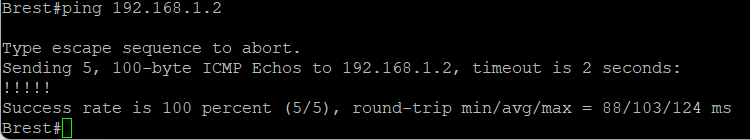 Brest#ping 192.168.1.2
Type escape sequence to abort.
Sending 5, 100-byte ICMP Echos to 192.168.1.2, timeout is 2 seconds:
!!!!!
Success rate is 100 percent (5/5), round-trip min/avg/max = 88/103/124 ms
Brest#